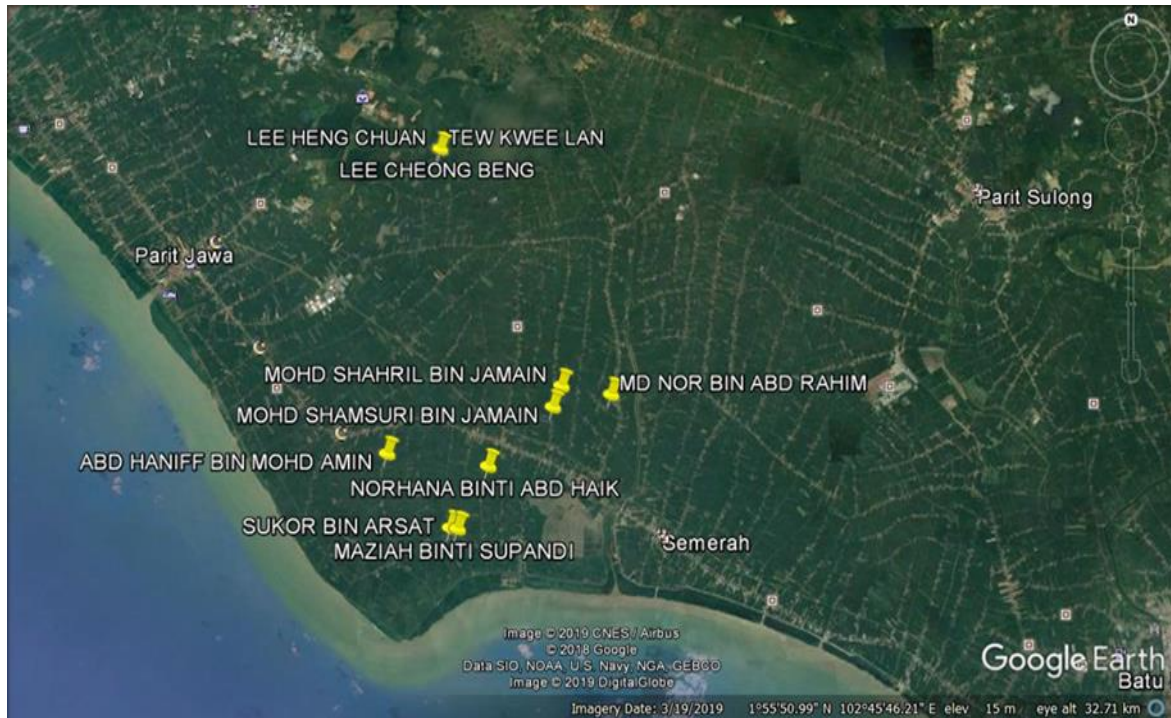 N
LEE HENG CHUAN TEW KWEE LAN
LEE CHEONG BENG
Parit Sulong
Parit Jawa
MOHD SHAHRIL BIN JAMAIN
MD NOR BIN ABD RAHIM
MOHD SHAMSURI BIN JAMAIN
ABD HANIFF BIN MOHD AMIN
NORHANA BINTI ABD HAIK
SUKOR BIN ARSAT
MAZIAH BINTI SUPANDI
Semerah
Image © 2019 CNES / Airbus
© 2018 Google
Data SIO, NOAA, U.S. Navy, NGA, GEBCO
Image © 2019 DigitalGlobe
Google Earth
Batu
Imagery Date: 3/19/2019 1°55'50.99" N 102°45'46.21" E elev 15 m eye alt 32.71 km